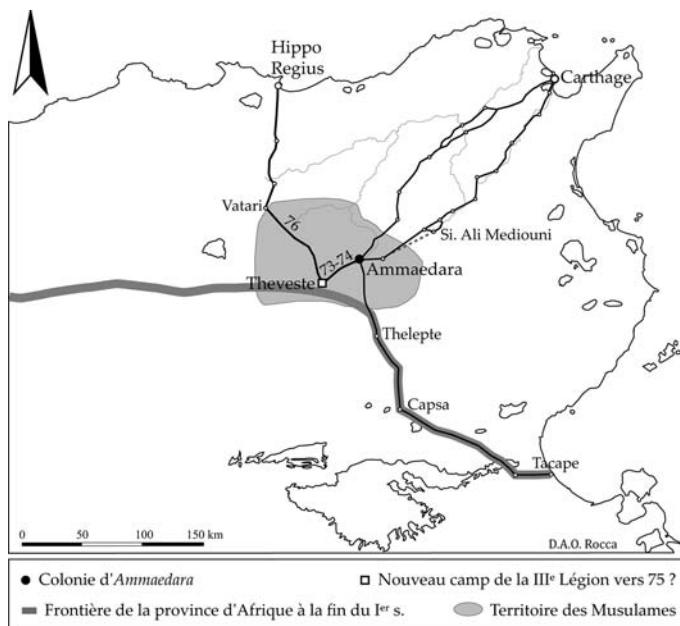 Hippo
Regius
Carthage
Vatari
76
Si. Ali Mediouni
73-74
Ammaedara
Theveste
Thelepte
Capsa
Tacape
0 50 100 150 km
D.A.O. Rocca
Colonie d'Ammaedara
Nouveau camp de la IIIe Légion vers 75 ?
Frontière de la province d'Afrique à la fin du Ier s.
Territoire des Musulames